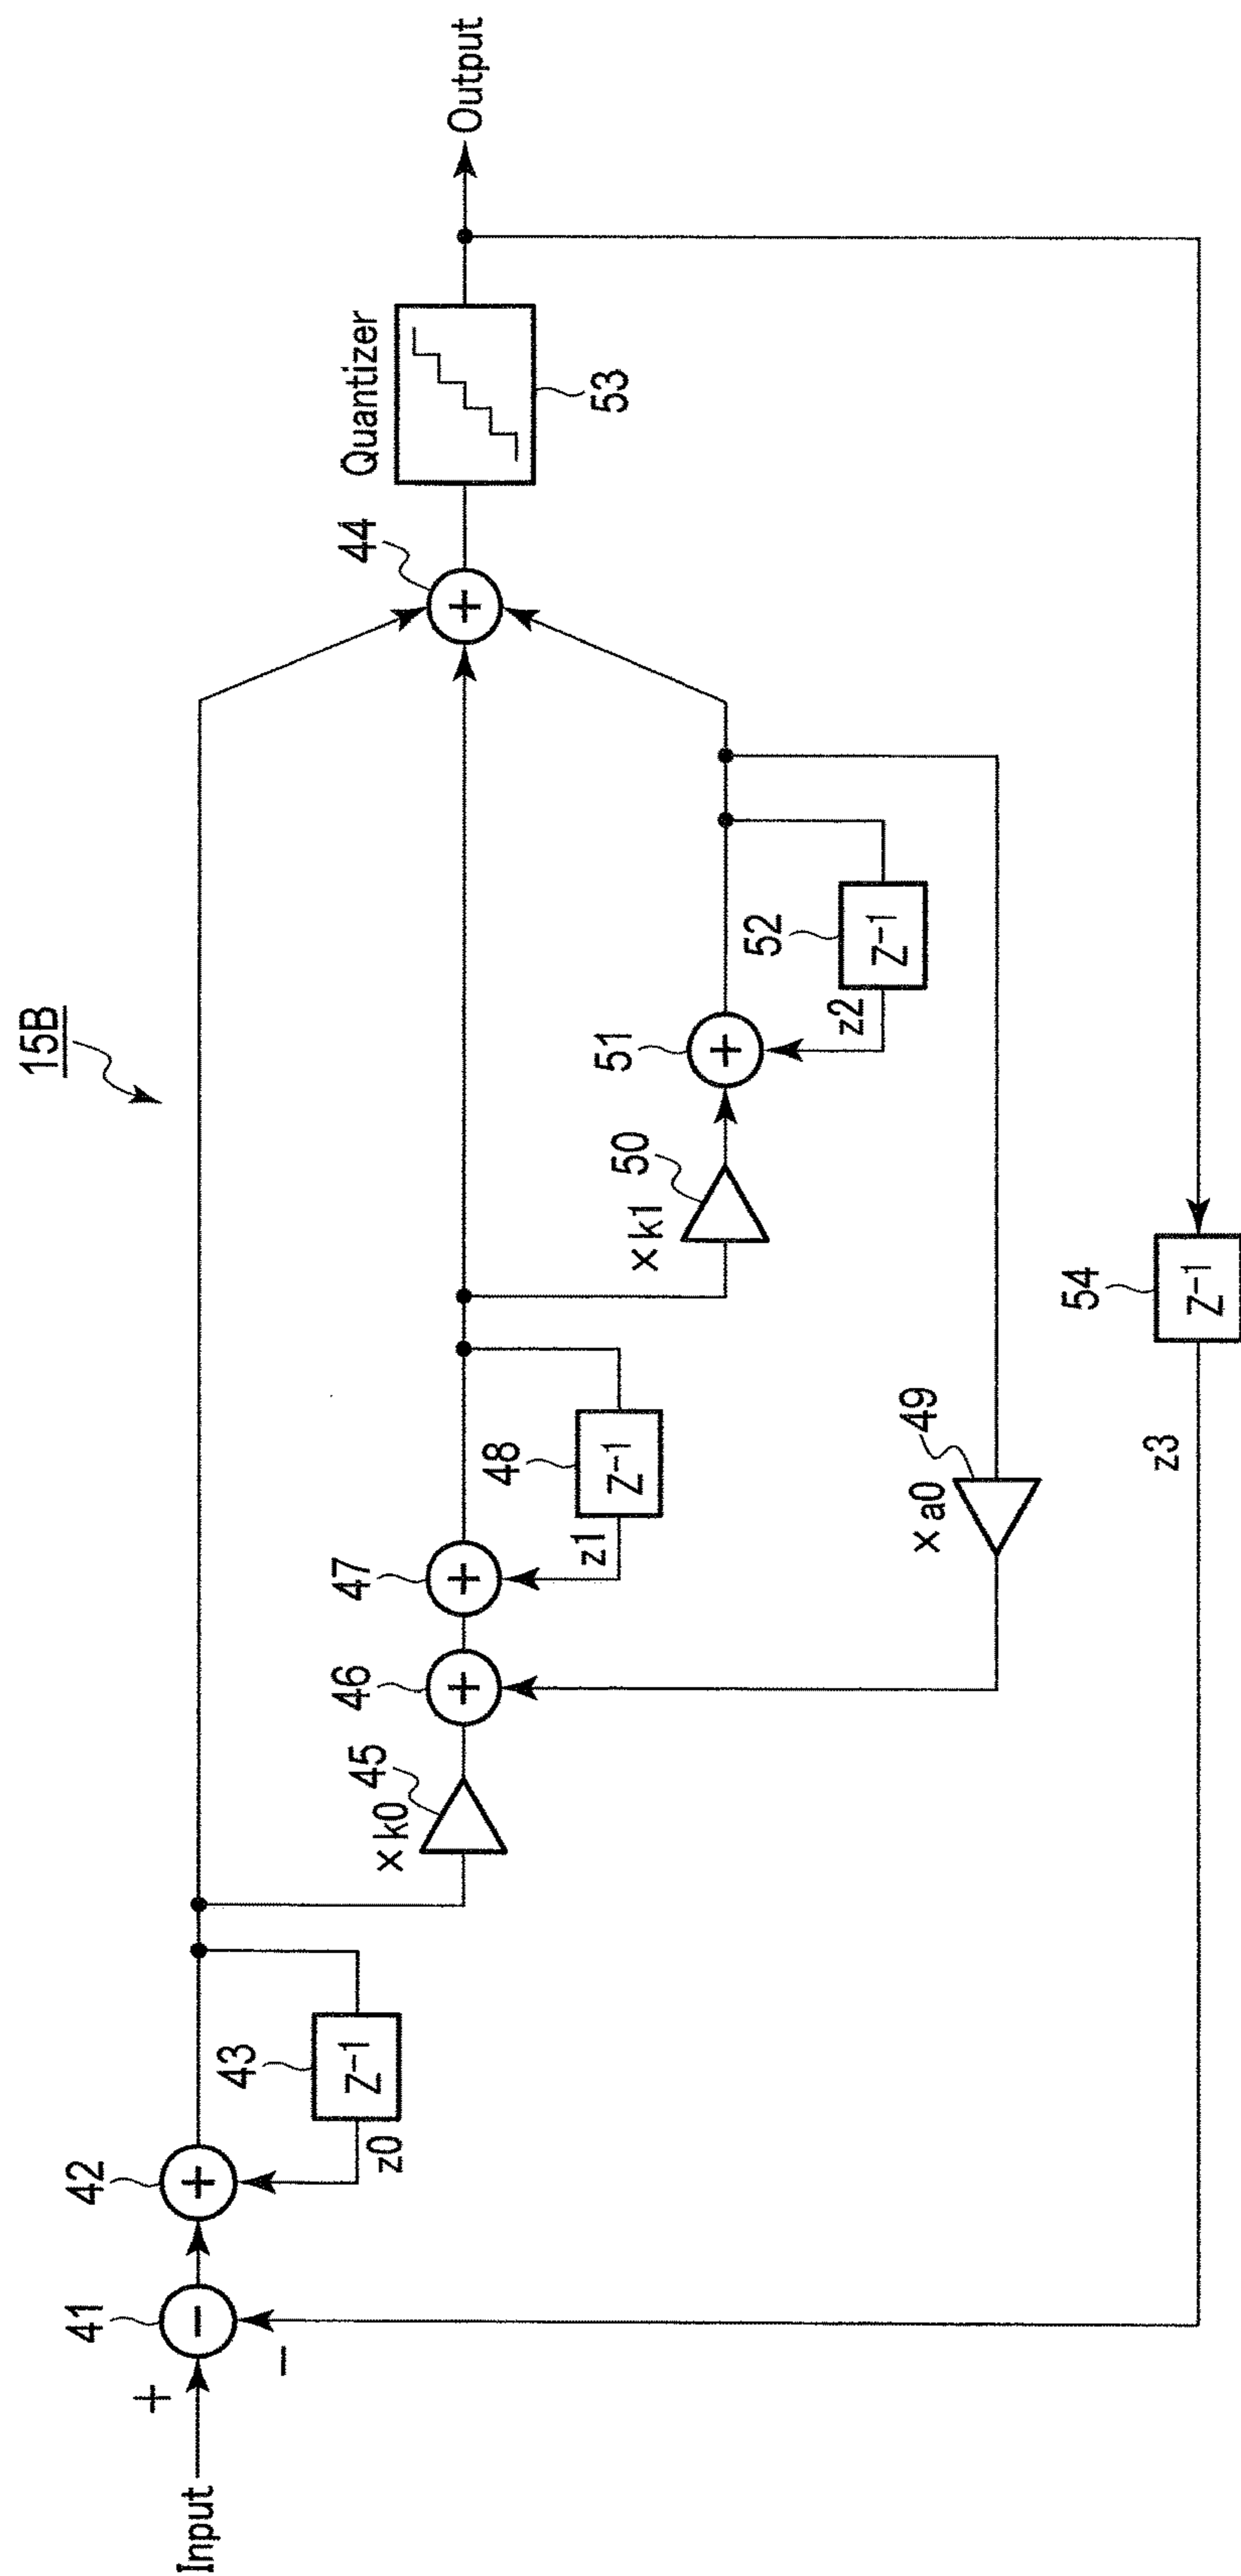 15B
Input
+
−
41
−
42
+
43
Z⁻¹
z0
×k0
45
46
+
47
+
48
Z⁻¹
z1
×k1
50
51
+
52
Z⁻¹
z2
×a0
49
44
+
Quantizer
53
Output
54
Z⁻¹
z3